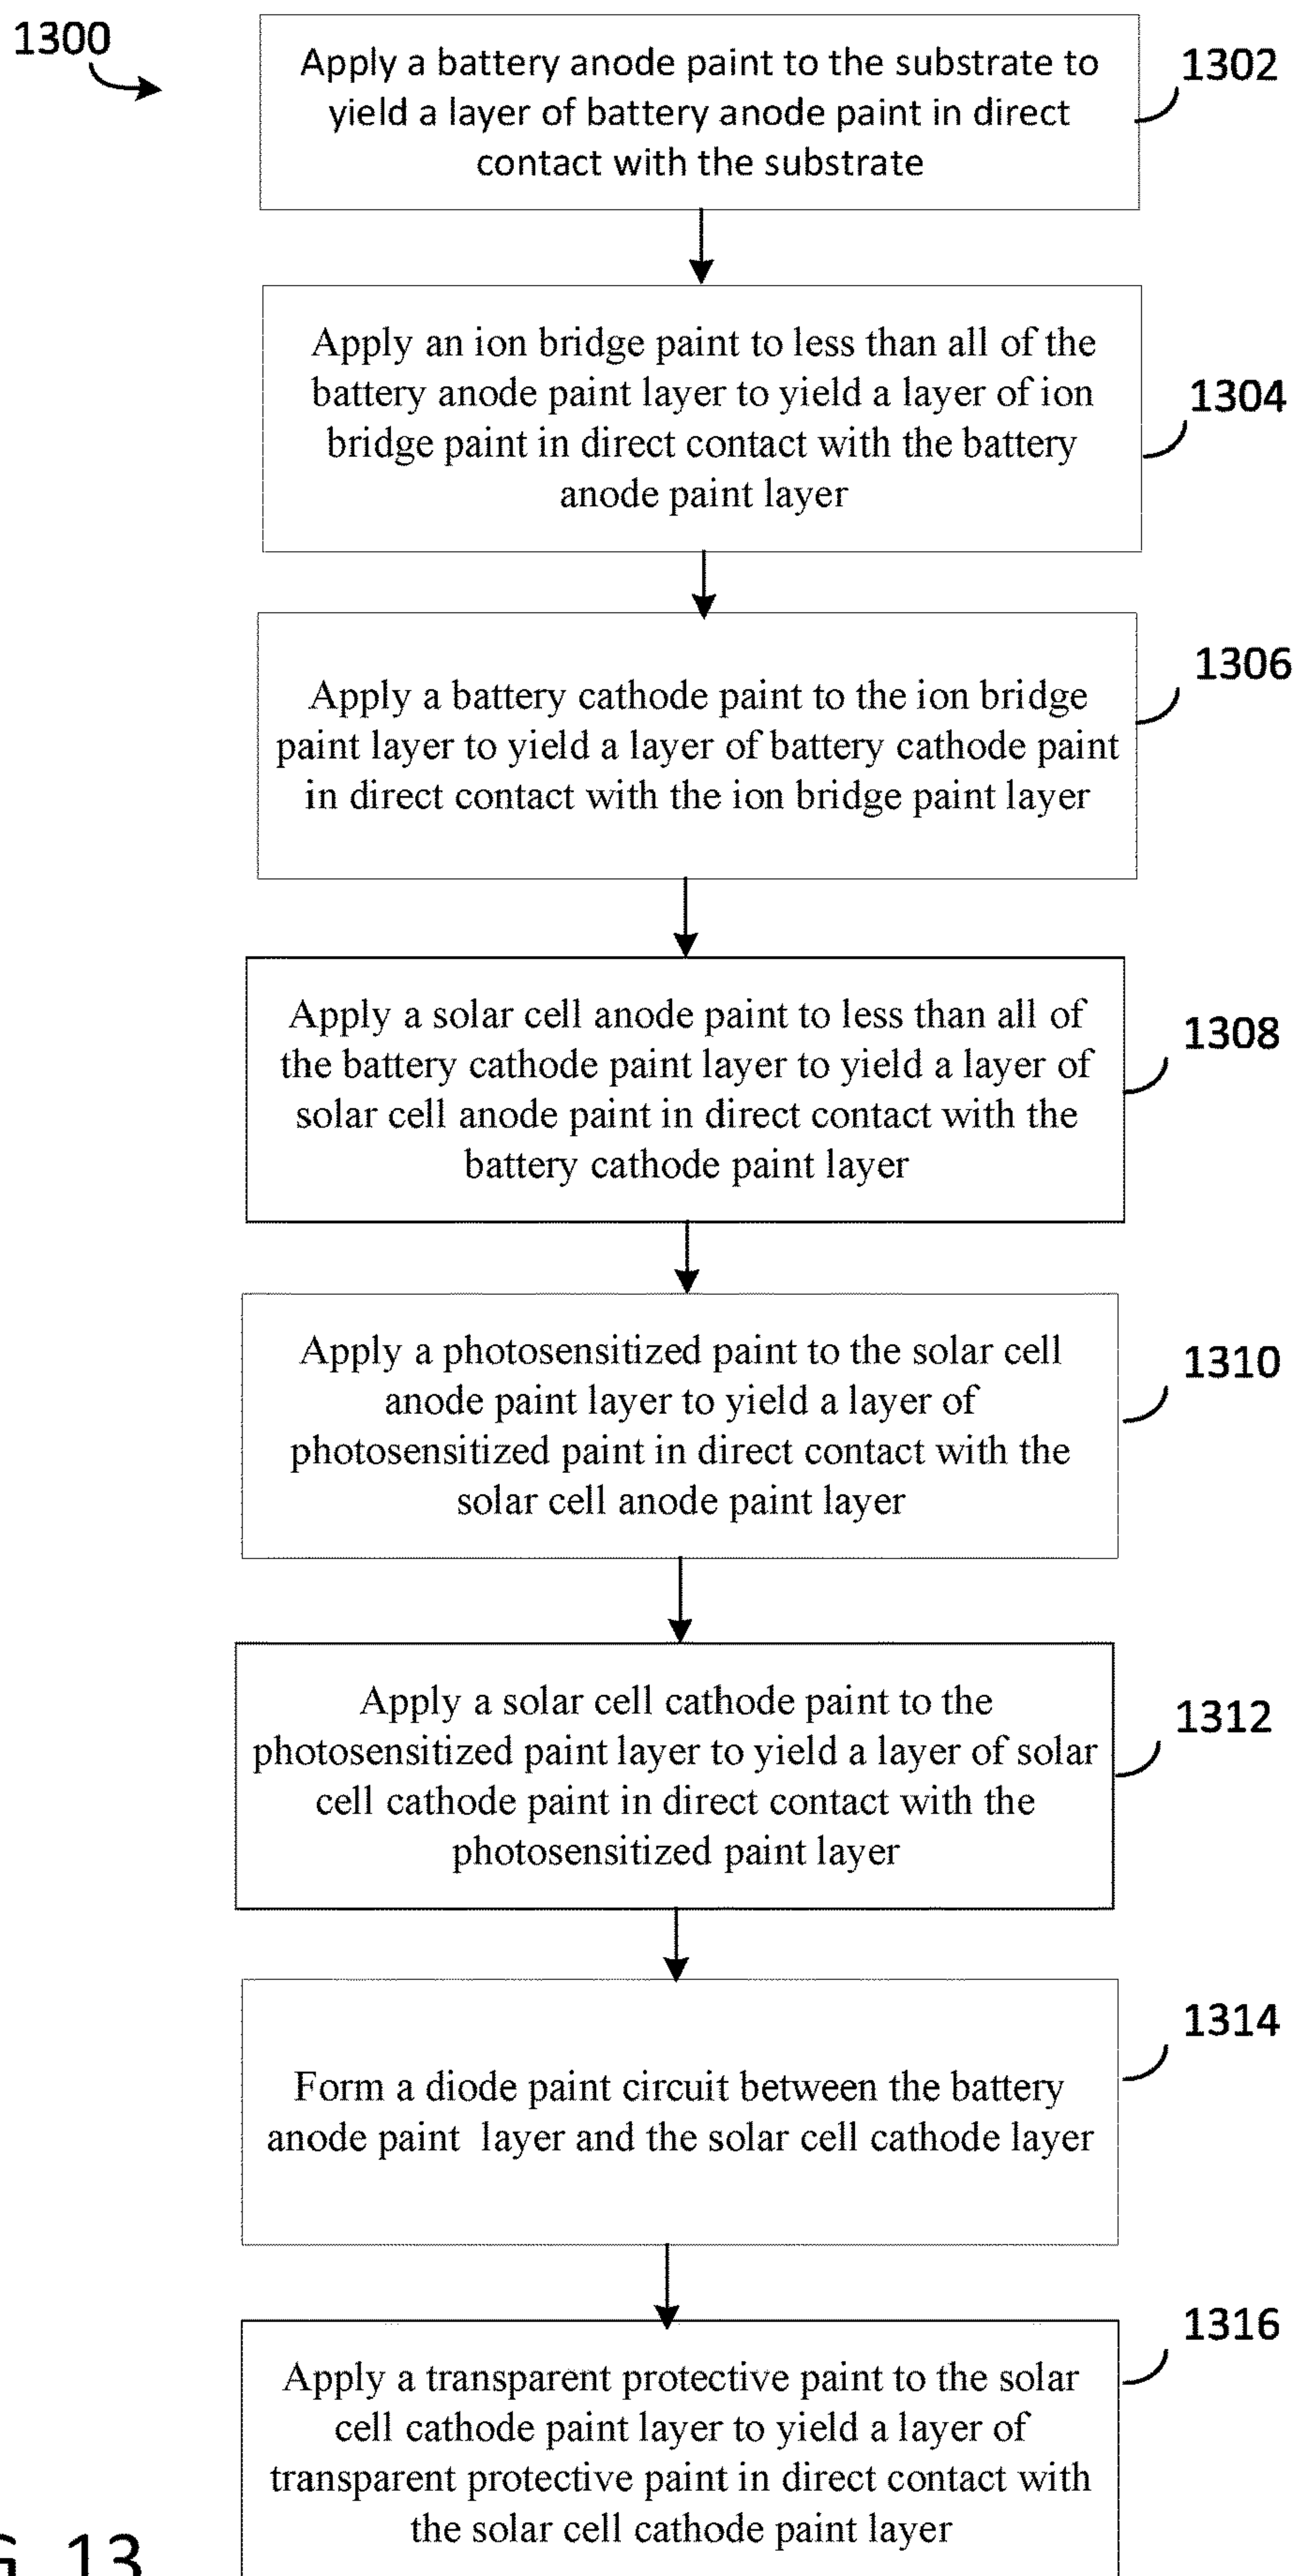 1300
Apply a battery anode paint to the substrate to
yield a layer of battery anode paint in direct
contact with the substrate
1302
Apply an ion bridge paint to less than all of the
battery anode paint layer to yield a layer of ion
bridge paint in direct contact with the battery
anode paint layer
1304
Apply a battery cathode paint to the ion bridge
paint layer to yield a layer of battery cathode paint
in direct contact with the ion bridge paint layer
1306
Apply a solar cell anode paint to less than all of
the battery cathode paint layer to yield a layer of
solar cell anode paint in direct contact with the
battery cathode paint layer
1308
Apply a photosensitized paint to the solar cell
anode paint layer to yield a layer of
photosensitized paint in direct contact with the
solar cell anode paint layer
1310
Apply a solar cell cathode paint to the
photosensitized paint layer to yield a layer of solar
cell cathode paint in direct contact with the
photosensitized paint layer
1312
Form a diode paint circuit between the battery
anode paint layer and the solar cell cathode layer
1314
Apply a transparent protective paint to the solar
cell cathode paint layer to yield a layer of
transparent protective paint in direct contact with
the solar cell cathode paint layer
1316
G. 13